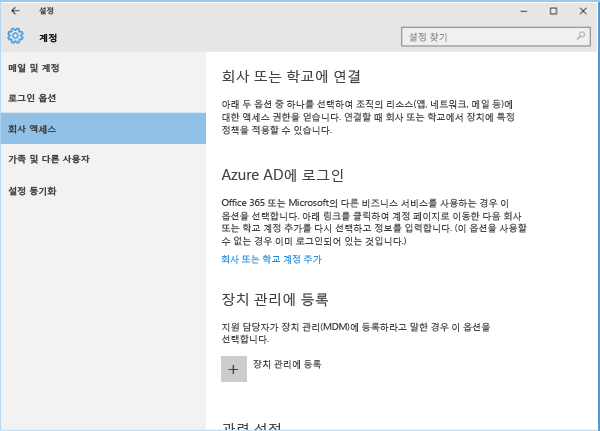 설정
계정
설정 찾기
메일 및 계정
로그인 옵션
회사 액세스
가족 및 다른 사용자
설정 동기화
회사 또는 학교에 연결
아래 두 옵션 중 하나를 선택하여 조직의 리소스(앱, 네트워크, 메일 등)에
대한 액세스 권한을 얻습니다. 연결할 때 회사 또는 학교에서 장치에 특정
정책을 적용할 수 있습니다.
Azure AD에 로그인
Office 365 또는 Microsoft의 다른 비즈니스 서비스를 사용하는 경우 이
옵션을 선택합니다. 아래 링크를 클릭하여 계정 페이지로 이동한 다음 회사
또는 학교 계정 추가를 다시 선택하고 정보를 입력합니다. (이 옵션을 사용할
수 없는 경우 이미 로그인되어 있는 것입니다.)
회사 또는 학교 계정 추가
장치 관리에 등록
지원 담당자가 장치 관리(MDM)에 등록하라고 말한 경우 이 옵션을
선택합니다.
장치 관리에 등록
관련 설정